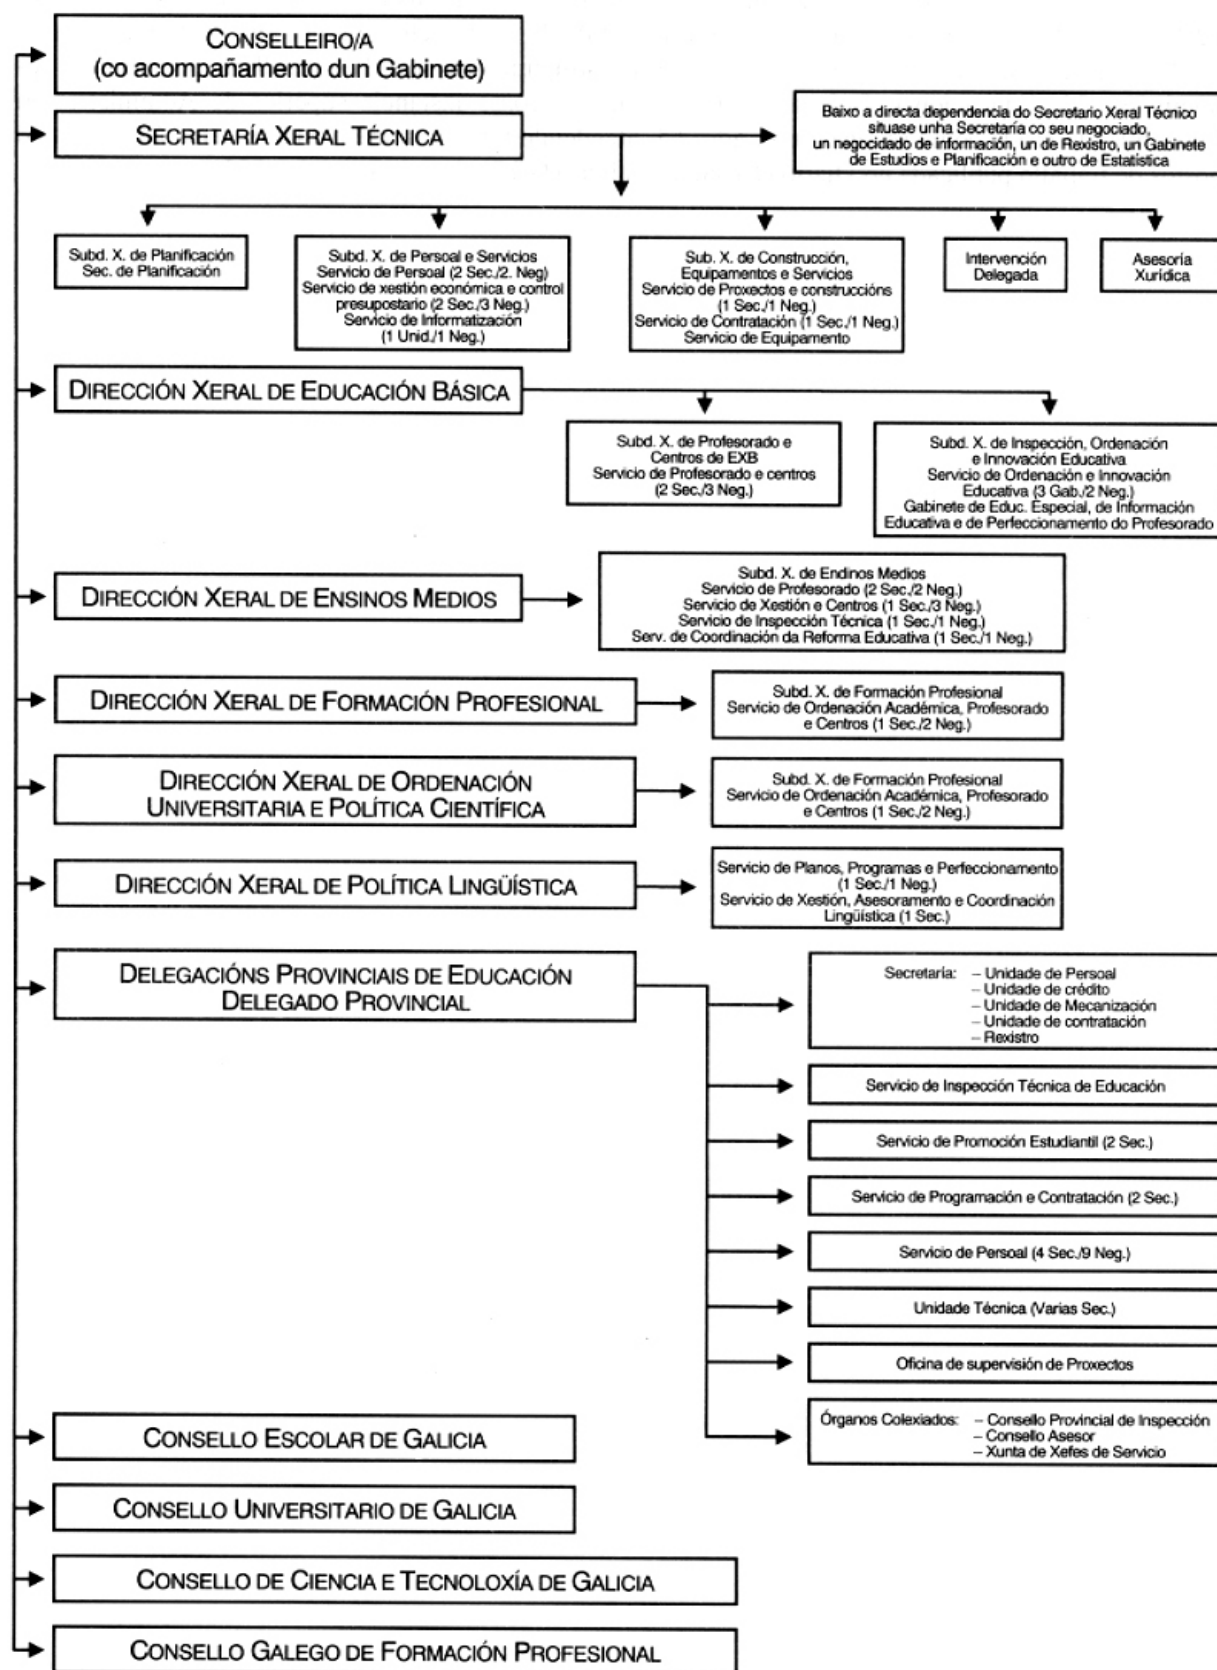 CONSELLEIRO/A
(co acompañamento dun Gabinete)
SECRETARÍA XERAL TÉCNICA
Baixo a directa dependencia do Secretario Xeral Técnico
situase unha Secretaría co seu negociado,
un negocidado de información, un de Rexistro, un Gabinete
de Estudios e Planificación e outro de Estatística
Subd. X. de Planificación
Sec. de Planificación
Subd. X. de Persoal e Servicios
Servicio de Persoal (2 Sec./2. Neg)
Servicio de xestión económica e control
presupostario (2 Sec./3 Neg.)
Servicio de Informatización
(1 Unid./1 Neg.)
Sub. X. de Construcción,
Equipamentos e Servicios
Servicio de Proxectos e construccións
(1 Sec./1 Neg.)
Servicio de Contratación (1 Sec./1 Neg.)
Servicio de Equipamento
Intervención
Delegada
Asesoría
Xurídica
DIRECCIÓN XERAL DE EDUCACIÓN BÁSICA
Subd. X. de Profesorado e
Centros de EXB
Servicio de Profesorado e centros
(2 Sec./3 Neg.)
Subd. X. de Inspección, Ordenación
e Innovación Educativa
Servicio de Ordenación e Innovación
Educativa (3 Gab./2 Neg.)
Gabinete de Educ. Especial, de Información
Educativa e de Perfeccionamento do Profesorado
DIRECCIÓN XERAL DE ENSINOS MEDIOS
Subd. X. de Endinos Medios
Servicio de Profesorado (2 Sec./2 Neg.)
Servicio de Xestión e Centros (1 Sec./3 Neg.)
Servicio de Inspección Técnica (1 Sec./1 Neg.)
Serv. de Coordinación da Reforma Educativa (1 Sec./1 Neg.)
DIRECCIÓN XERAL DE FORMACIÓN PROFESIONAL
Subd. X. de Formación Profesional
Servicio de Ordenación Académica, Profesorado
e Centros (1 Sec./2 Neg.)
DIRECCIÓN XERAL DE ORDENACIÓN
UNIVERSITARIA E POLÍTICA CIENTÍFICA
Subd. X. de Formación Profesional
Servicio de Ordenación Académica, Profesorado
e Centros (1 Sec./2 Neg.)
DIRECCIÓN XERAL DE POLÍTICA LINGÜÍSTICA
Servicio de Planos, Programas e Perfeccionamento
(1 Sec./1 Neg.)
Servicio de Xestión, Asesoramento e Coordinación
Lingüística (1 Sec.)
DELEGACIÓNS PROVINCIAIS DE EDUCACIÓN
DELEGADO PROVINCIAL
Secretaría: – Unidade de Persoal
– Unidade de crédito
– Unidade de Mecanización
– Unidade de contratación
– Rexistro
Servicio de Inspección Técnica de Educación
Servicio de Promoción Estudiantil (2 Sec.)
Servicio de Programación e Contratación (2 Sec.)
Servicio de Persoal (4 Sec./9 Neg.)
Unidade Técnica (Varias Sec.)
Oficina de supervisión de Proxectos
Órganos Colexiados: – Consello Provincial de Inspección
– Consello Asesor
– Xunta de Xefes de Servicio
CONSELLO ESCOLAR DE GALICIA
CONSELLO UNIVERSITARIO DE GALICIA
CONSELLO DE CIENCIA E TECNOLOXÍA DE GALICIA
CONSELLO GALEGO DE FORMACIÓN PROFESIONAL